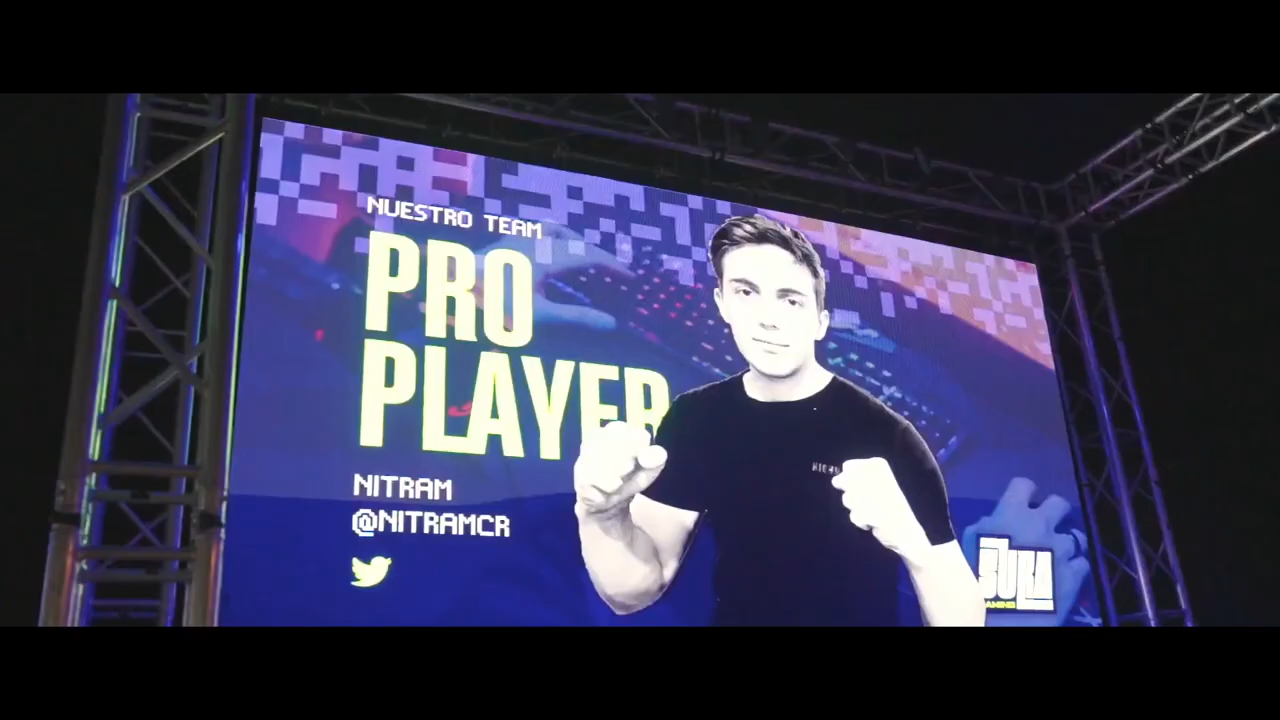 NUESTRO TEAM
PRO
PLAYER
NITRAM
@NITRAMCR